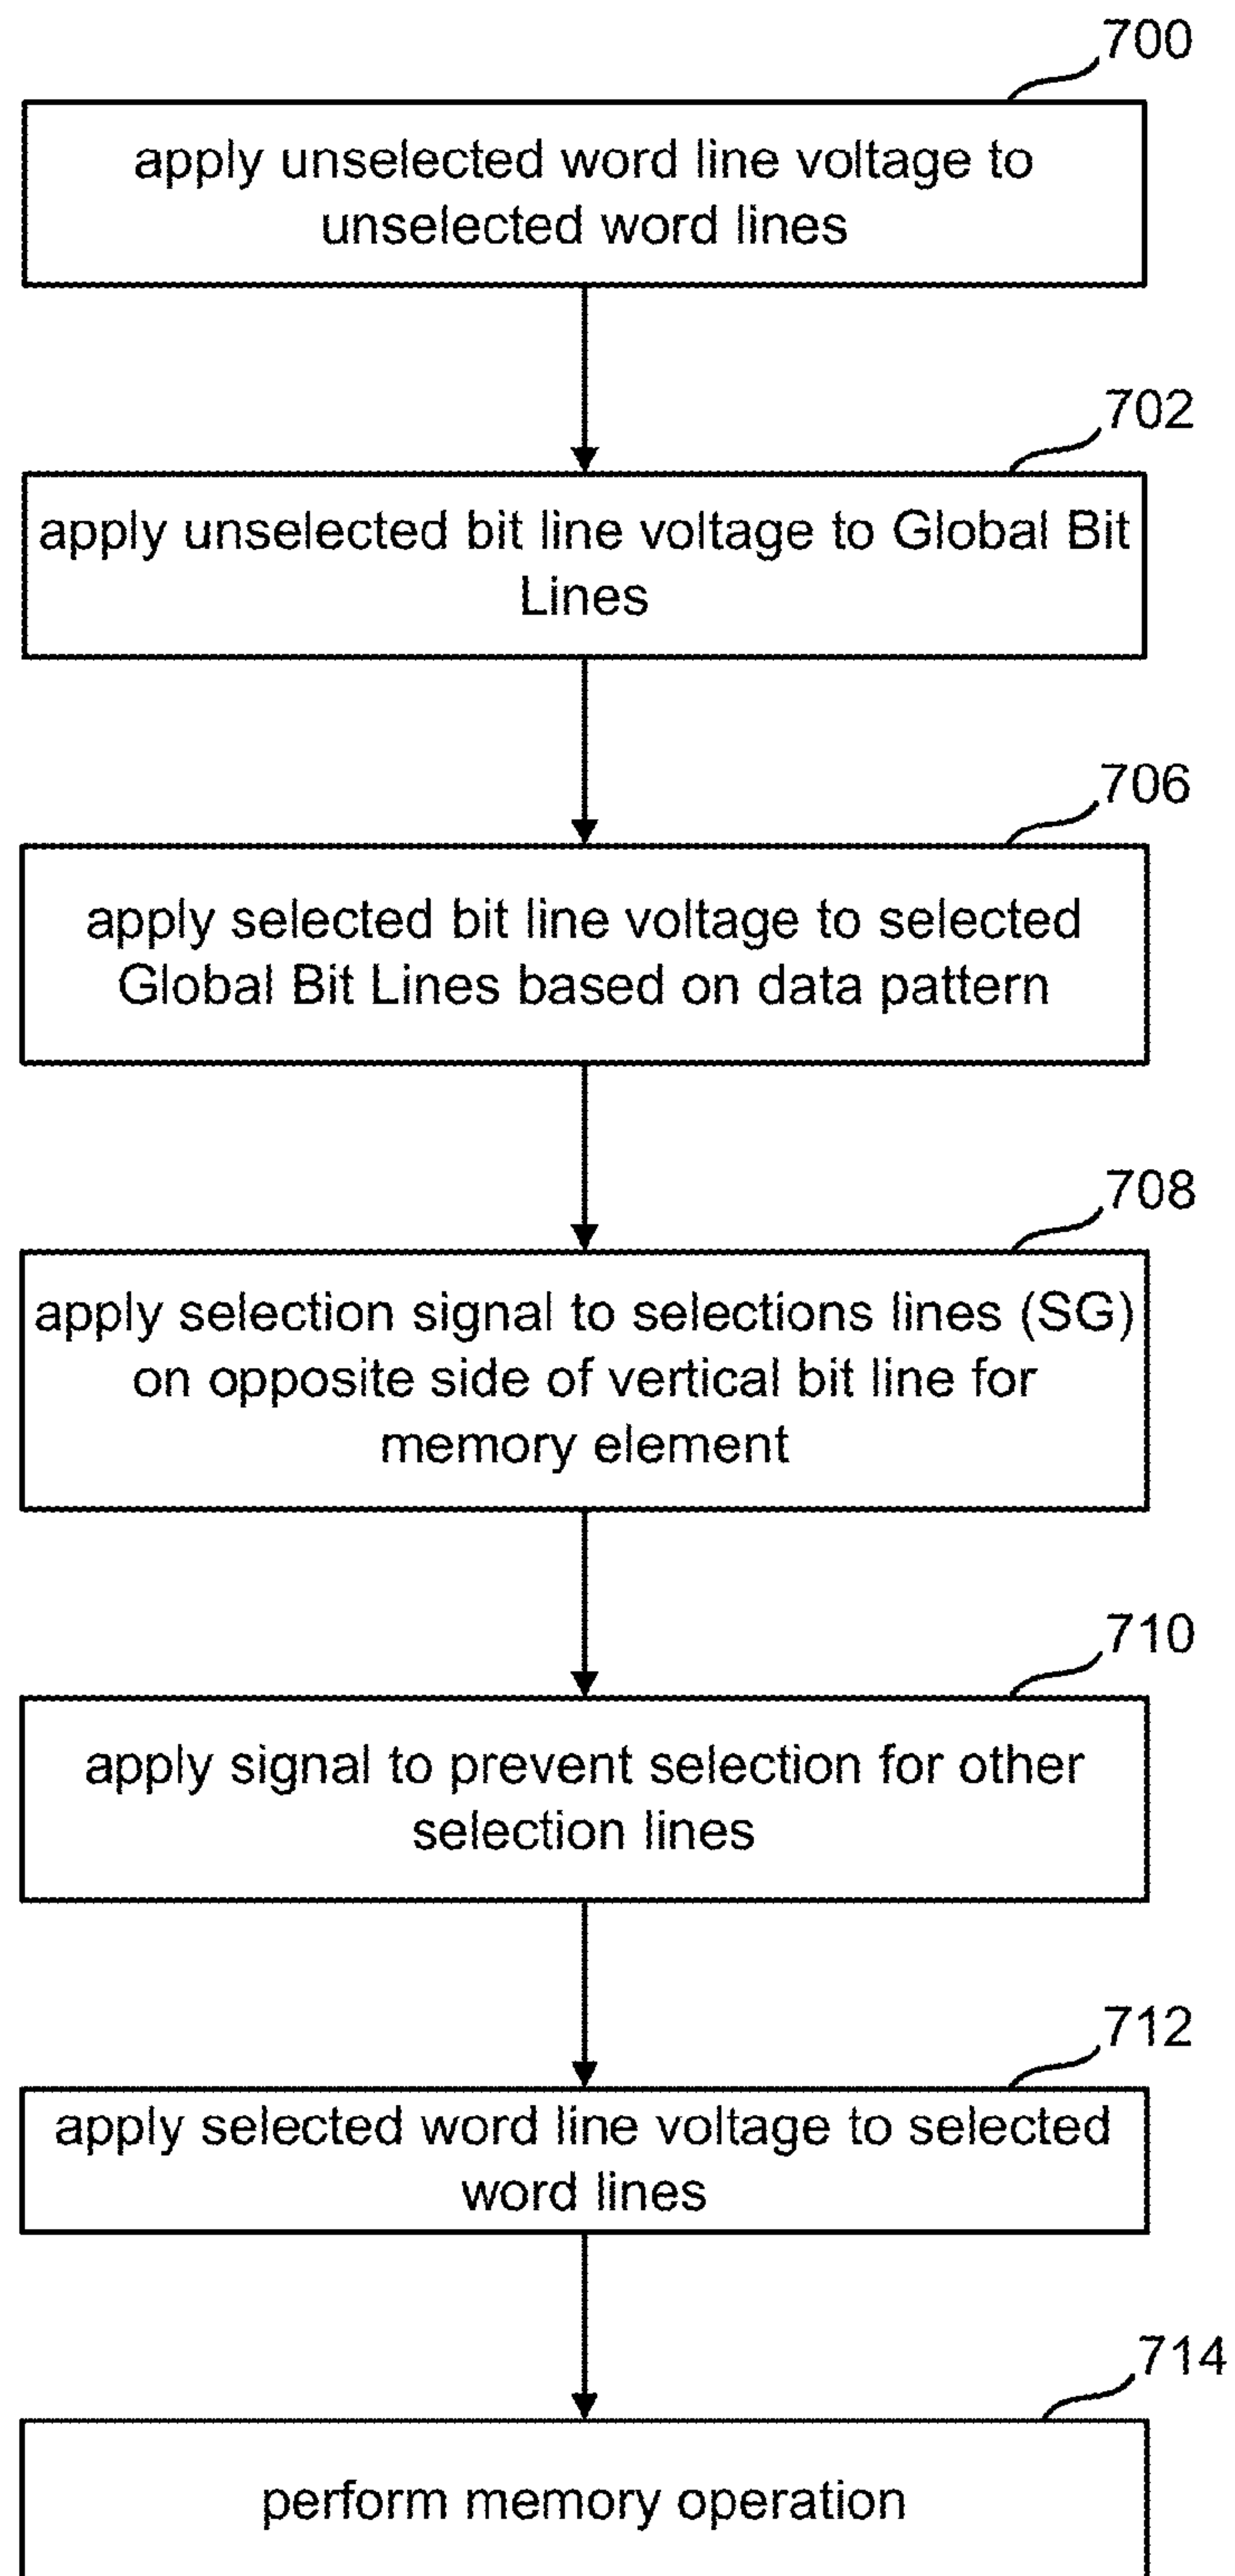 700
apply unselected word line voltage to
unselected word lines
702
apply unselected bit line voltage to Global Bit
Lines
706
apply selected bit line voltage to selected
Global Bit Lines based on data pattern
708
apply selection signal to selections lines (SG)
on opposite side of vertical bit line for
memory element
710
apply signal to prevent selection for other
selection lines
712
apply selected word line voltage to selected
word lines
714
perform memory operation